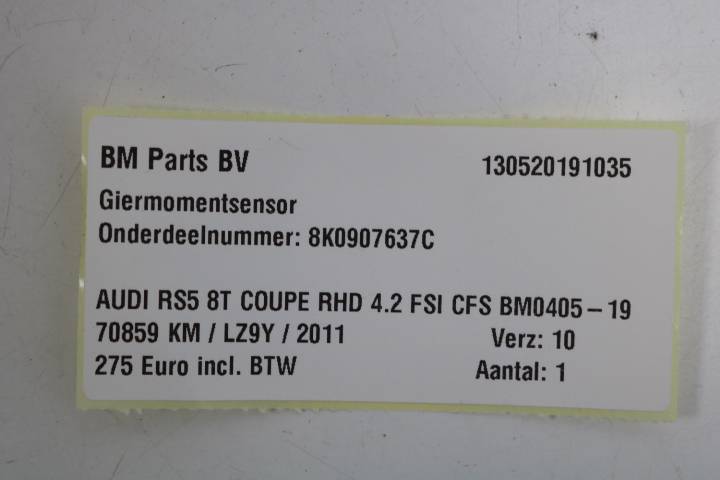 BM Parts BV 130520191035
Giermomentsensor
Onderdeelnummer: 8K0907637C
AUDI RS5 8T COUPE RHD 4.2 FSI CFS BM0405-19
70859 KM / LZ9Y / 2011 Verz: 10
275 Euro incl. BTW Aantal: 1